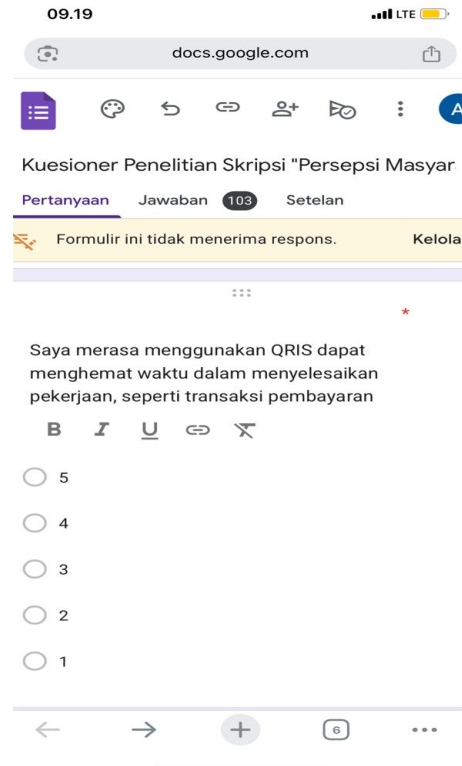 09.19
LTE
docs.google.com
A
Kuesioner Penelitian Skripsi "Persepsi Masyar
Pertanyaan Jawaban 103 Setelan
Formulir ini tidak menerima respons. Kelola
*
Saya merasa menggunakan QRIS dapat
menghemat waktu dalam menyelesaikan
pekerjaan, seperti transaksi pembayaran
B I U
5
4
3
2
1
6